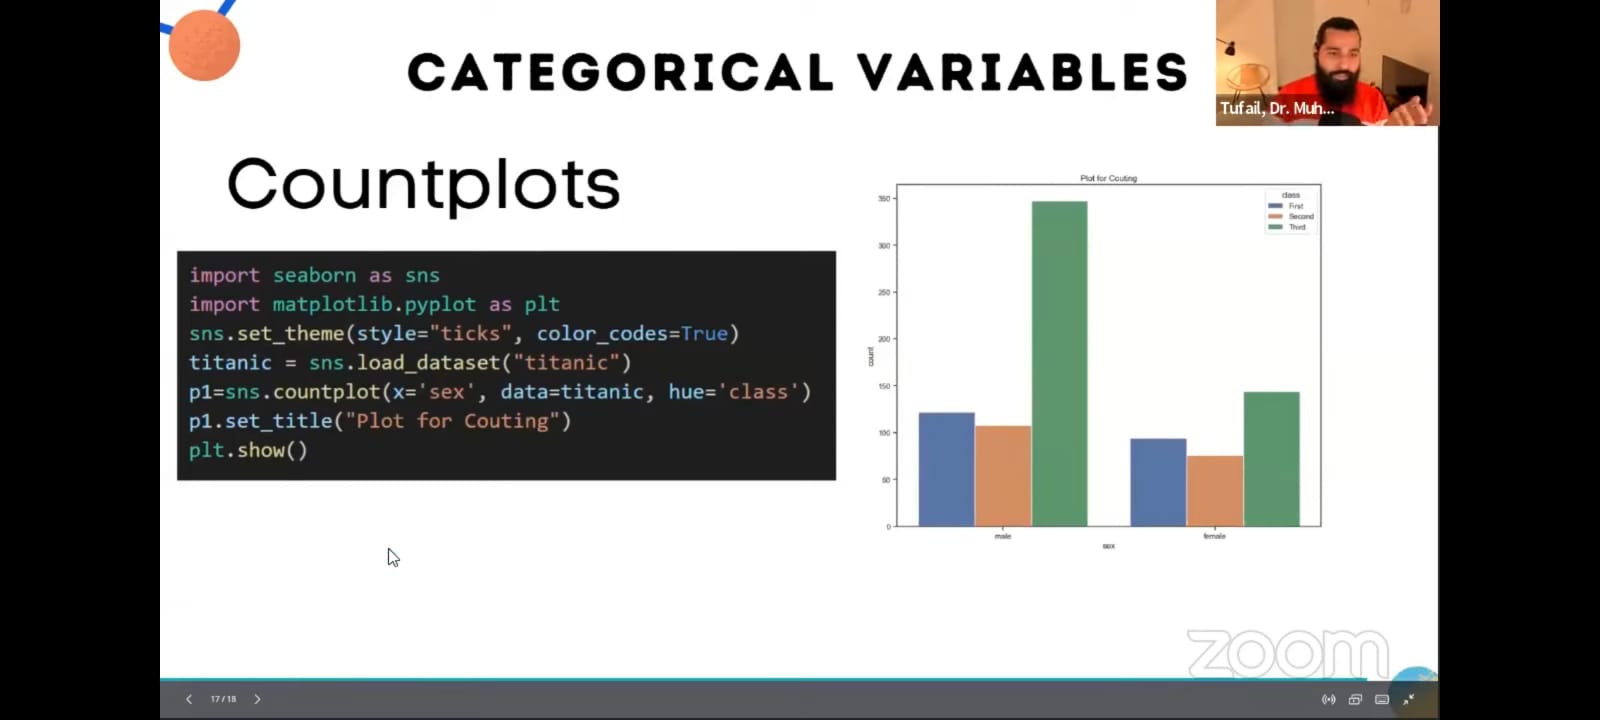 CATEGORICAL VARIABLES
Tufail, Dr. Muh...
Countplots
import seaborn as sns
import matplotlib.pyplot as plt
sns.set_theme(style="ticks", color_codes=True)
titanic = sns.load_dataset("titanic")
p1=sns.countplot(x='sex', data=titanic, hue='class')
p1.set_title("Plot for Couting")
plt.show()
Plot for Couting
class
First
Second
Third
350
300
250
200
150
100
50
0
count
male
female
sex
zoom
17/18